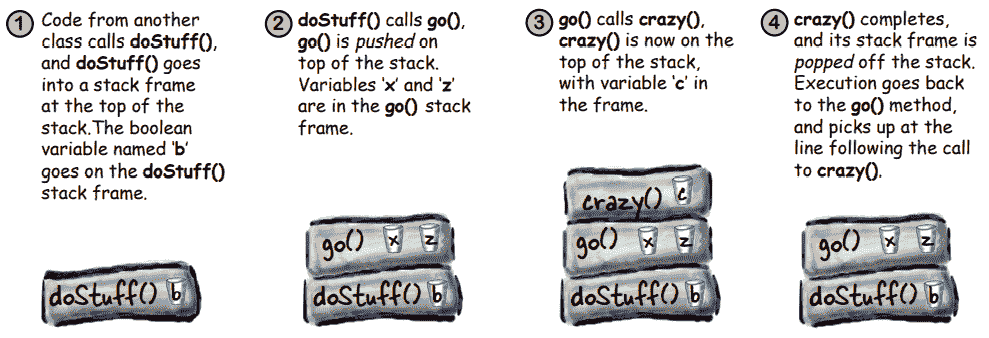 1
Code from another
class calls doStuff(),
and doStuff() goes
into a stack frame
at the top of the
stack.The boolean
variable named 'b'
goes on the doStuff()
stack frame.
doStuff() b
2
doStuff() calls go(),
go() is pushed on
top of the stack.
Variables 'x' and 'z'
are in the go() stack
frame.
go() x z
doStuff() b
3
go() calls crazy(),
crazy() is now on the
top of the stack,
with variable 'c' in
the frame.
crazy() c
go() x z
doStuff() b
4
crazy() completes,
and its stack frame is
popped off the stack.
Execution goes back
to the go() method,
and picks up at the
line following the call
to crazy().
go() x z
doStuff() b